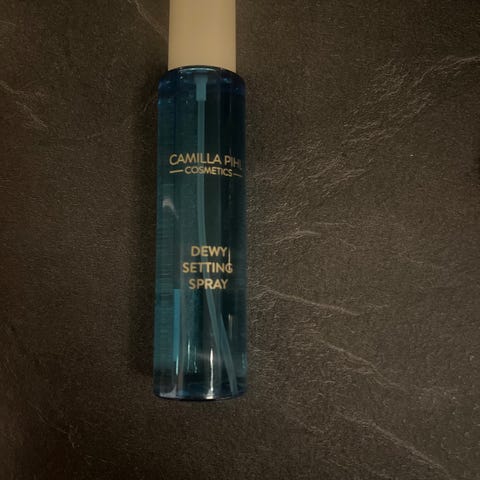 CAMILLA PIHL
COSMETICS
DEWY
SETTING
SPRAY